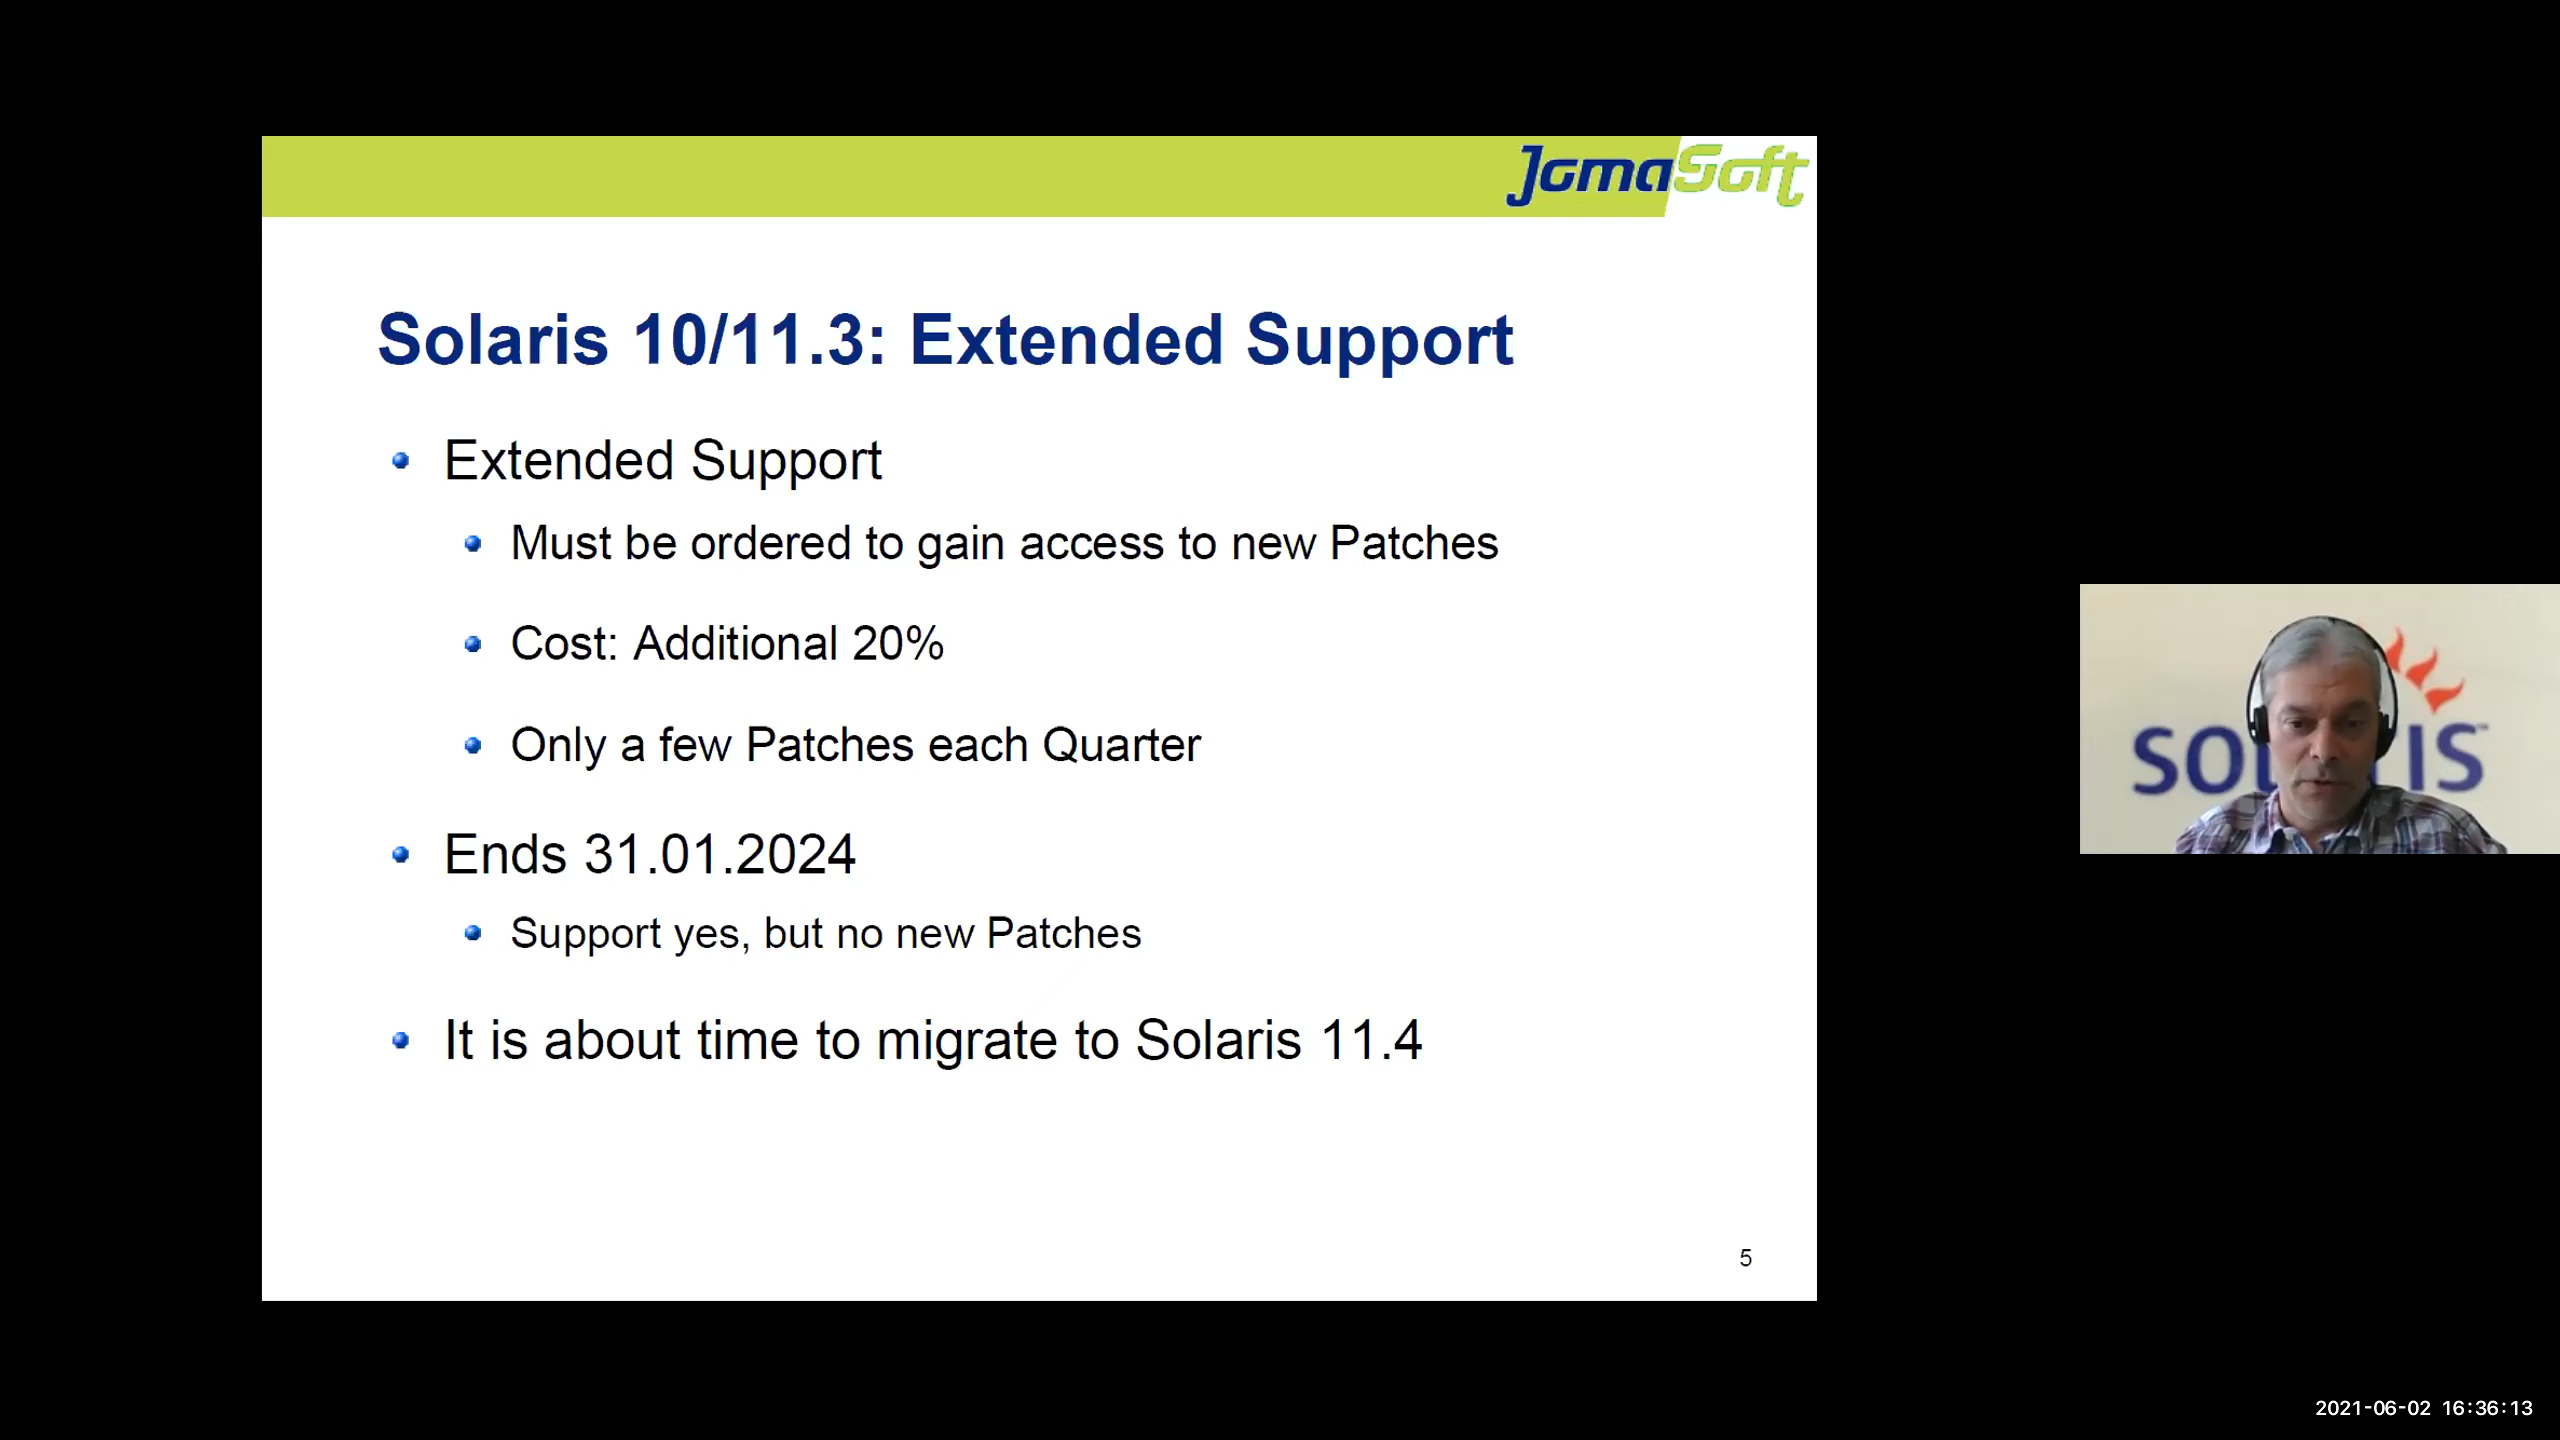 JomaSoft
Solaris 10/11.3: Extended Support
Extended Support
Must be ordered to gain access to new Patches
Cost: Additional 20%
Only a few Patches each Quarter
Ends 31.01.2024
Support yes, but no new Patches
It is about time to migrate to Solaris 11.4
5
2021-06-02 16:36:13